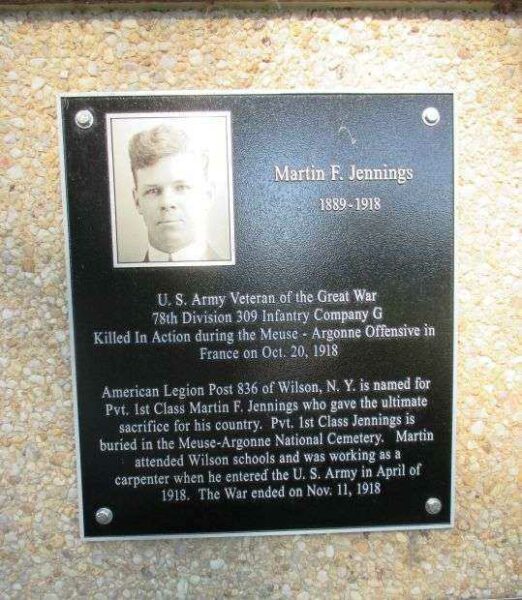 Martin F. Jennings
1889-1918
U. S. Army Veteran of the Great War
78th Division 309 Infantry Company G
Killed In Action during the Meuse - Argonne Offensive in
France on Oct. 20, 1918
American Legion Post 836 of Wilson, N. Y. is named for
Pvt. 1st Class Martin F. Jennings who gave the ultimate
sacrifice for his country. Pvt. 1st Class Jennings is
buried in the Meuse-Argonne National Cemetery. Martin
attended Wilson schools and was working as a
carpenter when he entered the U. S. Army in April of
1918. The War ended on Nov. 11, 1918